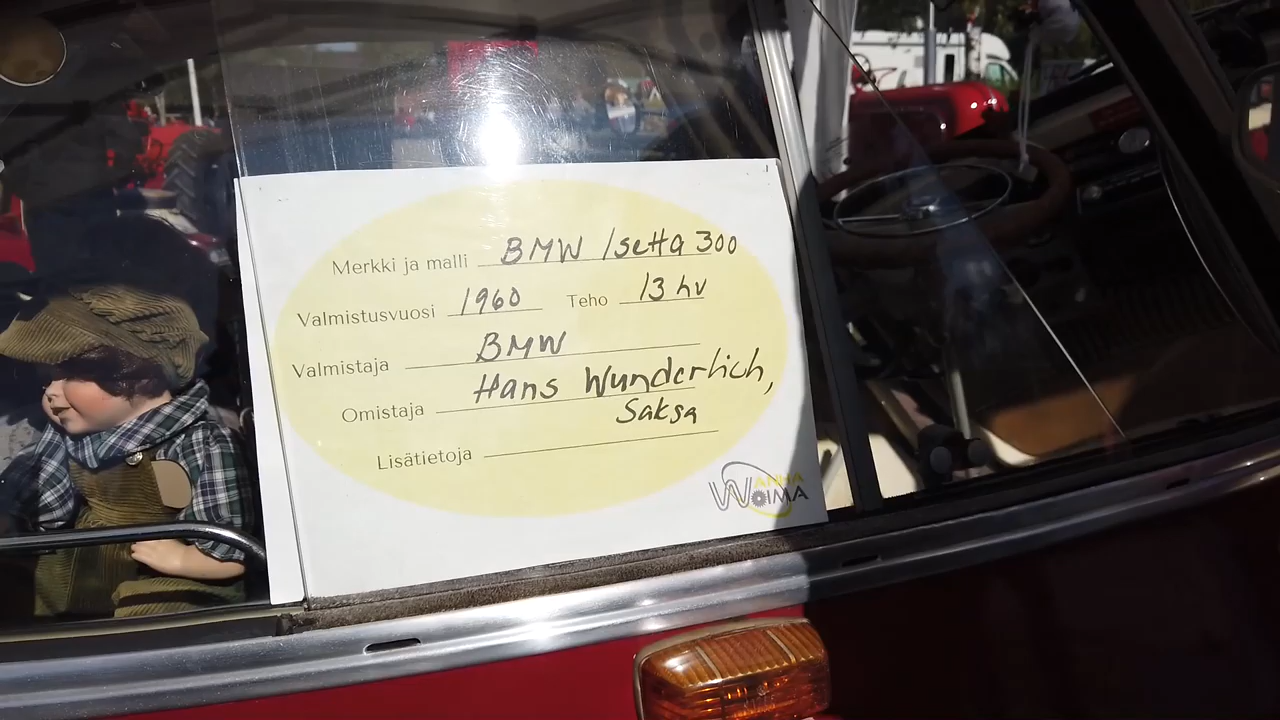 Merkki ja malli BMW Isetta 300
Valmistusvuosi 1960 Teho 13 hv
Valmistaja BMW
Omistaja Hans Wunderlich,
Saksa
Lisätietoja
WANHA
WOIMA